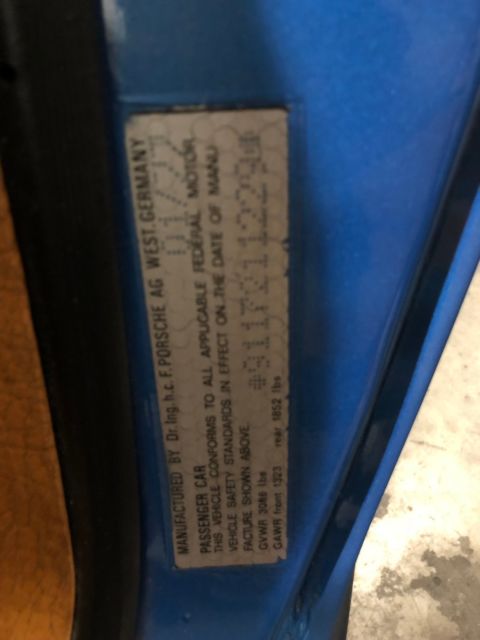 MANUFACTURED BY Dr. Ing. h. c. F. PORSCHE AG WEST. GERMANY
PASSENGER CAR
THIS VEHICLE CONFORMS TO ALL APPLICABLE FEDERAL MOTOR
VEHICLE SAFETY STANDARDS IN EFFECT ON THE DATE OF MANU-
FACTURE SHOWN ABOVE.
GVWR 3086 lbs
GAWR front 1323 rear 1852 lbs